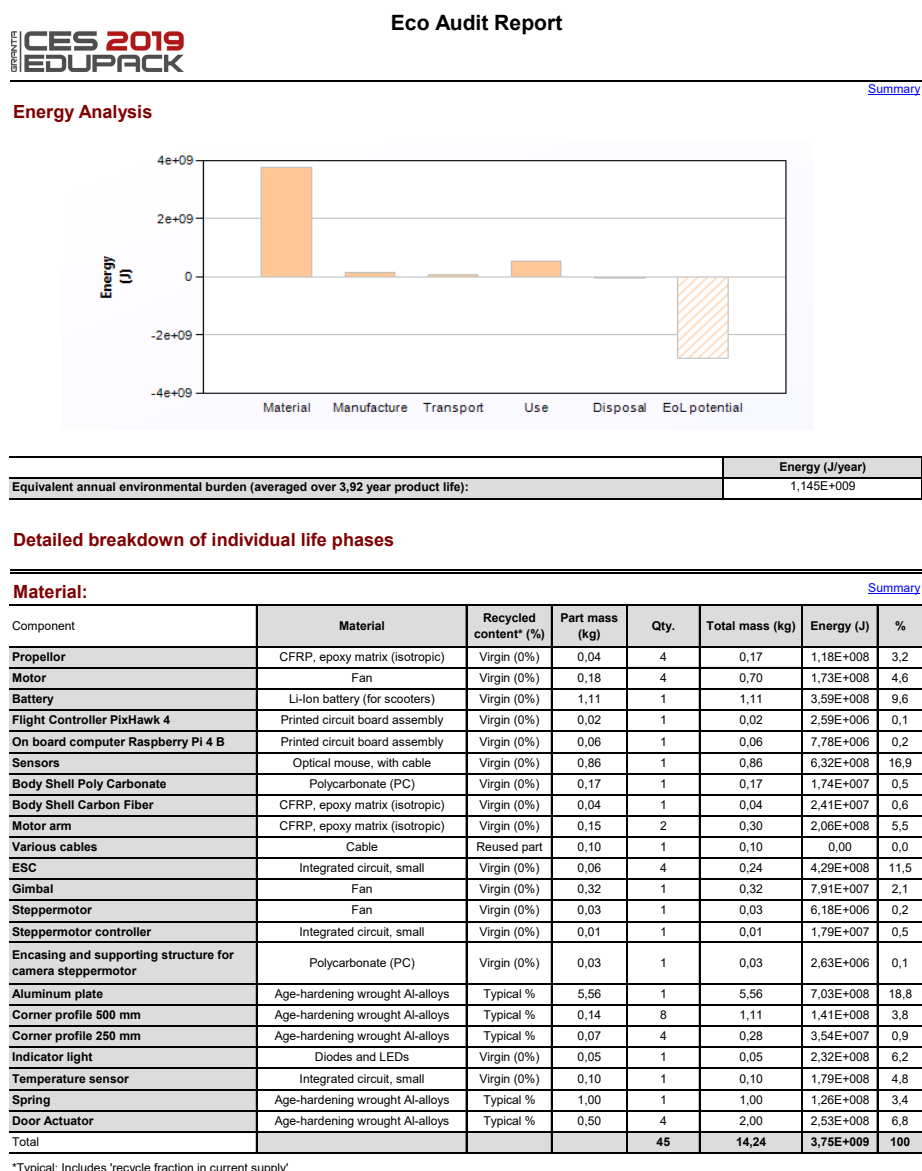 Eco Audit Report
GRANTA
CES 2019
EDUPACK
Summary
Energy Analysis
4e+09
2e+09
0
-2e+09
-4e+09
Energy
(J)
Material Manufacture Transport Use Disposal EoL potential
Energy (J/year)
Equivalent annual environmental burden (averaged over 3,92 year product life): 1,145E+009
Detailed breakdown of individual life phases
Material: Summary
Component Material Recycled content* (%) Part mass (kg) Qty. Total mass (kg) Energy (J) %
Propellor CFRP, epoxy matrix (isotropic) Virgin (0%) 0,04 4 0,17 1,18E+008 3,2
Motor Fan Virgin (0%) 0,18 4 0,70 1,73E+008 4,6
Battery Li-Ion battery (for scooters) Virgin (0%) 1,11 1 1,11 3,59E+008 9,6
Flight Controller PixHawk 4 Printed circuit board assembly Virgin (0%) 0,02 1 0,02 2,59E+006 0,1
On board computer Raspberry Pi 4 B Printed circuit board assembly Virgin (0%) 0,06 1 0,06 7,78E+006 0,2
Sensors Optical mouse, with cable Virgin (0%) 0,86 1 0,86 6,32E+008 16,9
Body Shell Poly Carbonate Polycarbonate (PC) Virgin (0%) 0,17 1 0,17 1,74E+007 0,5
Body Shell Carbon Fiber CFRP, epoxy matrix (isotropic) Virgin (0%) 0,04 1 0,04 2,41E+007 0,6
Motor arm CFRP, epoxy matrix (isotropic) Virgin (0%) 0,15 2 0,30 2,06E+008 5,5
Various cables Cable Reused part 0,10 1 0,10 0,00 0,0
ESC Integrated circuit, small Virgin (0%) 0,06 4 0,24 4,29E+008 11,5
Gimbal Fan Virgin (0%) 0,32 1 0,32 7,91E+007 2,1
Steppermotor Fan Virgin (0%) 0,03 1 0,03 6,18E+006 0,2
Steppermotor controller Integrated circuit, small Virgin (0%) 0,01 1 0,01 1,79E+007 0,5
Encasing and supporting structure for
camera steppermotor Polycarbonate (PC) Virgin (0%) 0,03 1 0,03 2,63E+006 0,1
Aluminum plate Age-hardening wrought Al-alloys Typical % 5,56 1 5,56 7,03E+008 18,8
Corner profile 500 mm Age-hardening wrought Al-alloys Typical % 0,14 8 1,11 1,41E+008 3,8
Corner profile 250 mm Age-hardening wrought Al-alloys Typical % 0,07 4 0,28 3,54E+007 0,9
Indicator light Diodes and LEDs Virgin (0%) 0,05 1 0,05 2,32E+008 6,2
Temperature sensor Integrated circuit, small Virgin (0%) 0,10 1 0,10 1,79E+008 4,8
Spring Age-hardening wrought Al-alloys Typical % 1,00 1 1,00 1,26E+008 3,4
Door Actuator Age-hardening wrought Al-alloys Typical % 0,50 4 2,00 2,53E+008 6,8
Total 45 14,24 3,75E+009 100
*Typical: Includes 'recycle fraction in current supply'